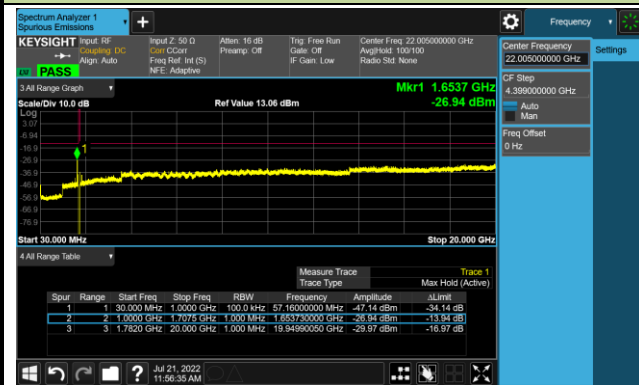 Spectrum Analyzer 1
Spurious Emissions
Frequency
KEYSIGHT
Input: RF
Coupling: DC
Align: Auto
Input Z: 50 Ω
Corr CCorr
Freq Ref: Int (S)
NFE: Adaptive
Atten: 16 dB
Preamp: Off
Trig: Free Run
Gate: Off
IF Gain: Low
Center Freq: 22.005000000 GHz
Avg|Hold: 100/100
Radio Std: None
PASS
Center Frequency
22.005000000 GHz
Settings
CF Step
4.399000000 GHz
Auto
Man
Freq Offset
0 Hz
3 All Range Graph
Mkr1 1.6537 GHz
Scale/Div 10.0 dB
Ref Value 13.06 dBm
-26.94 dBm
Log
3.07
-6.94
-16.9
-26.9
-36.9
-46.9
-56.9
-66.9
-76.9
1
Start 30.000 MHz
Stop 20.000 GHz
4 All Range Table
Measure Trace Trace 1
Trace Type Max Hold (Active)
Spur Range Start Freq Stop Freq RBW Frequency Amplitude ΔLimit
1 1 30.000 MHz 1.0000 GHz 100.0 kHz 57.16000000 MHz -47.14 dBm -34.14 dB
2 2 1.0000 GHz 1.7075 GHz 1.000 MHz 1.653730000 GHz -26.94 dBm -13.94 dB
3 3 1.7820 GHz 20.000 GHz 1.000 MHz 19.94990050 GHz -29.97 dBm -16.97 dB
Jul 21, 2022
11:56:35 AM